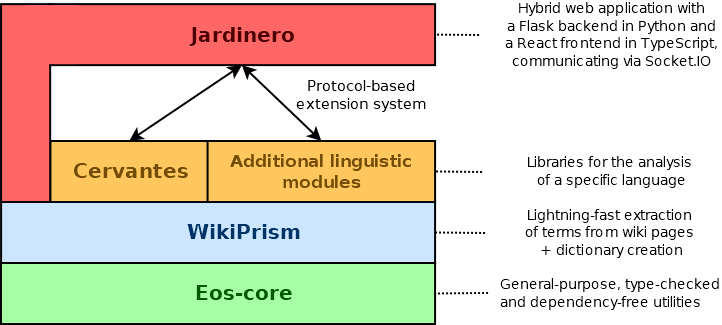 Jardinero
Hybrid web application with
a Flask backend in Python and
a React frontend in TypeScript,
communicating via Socket.IO
Protocol-based
extension system
Cervantes
Additional linguistic
modules
Libraries for the analysis
of a specific language
WikiPrism
Lightning-fast extraction
of terms from wiki pages
+ dictionary creation
Eos-core
General-purpose, type-checked
and dependency-free utilities